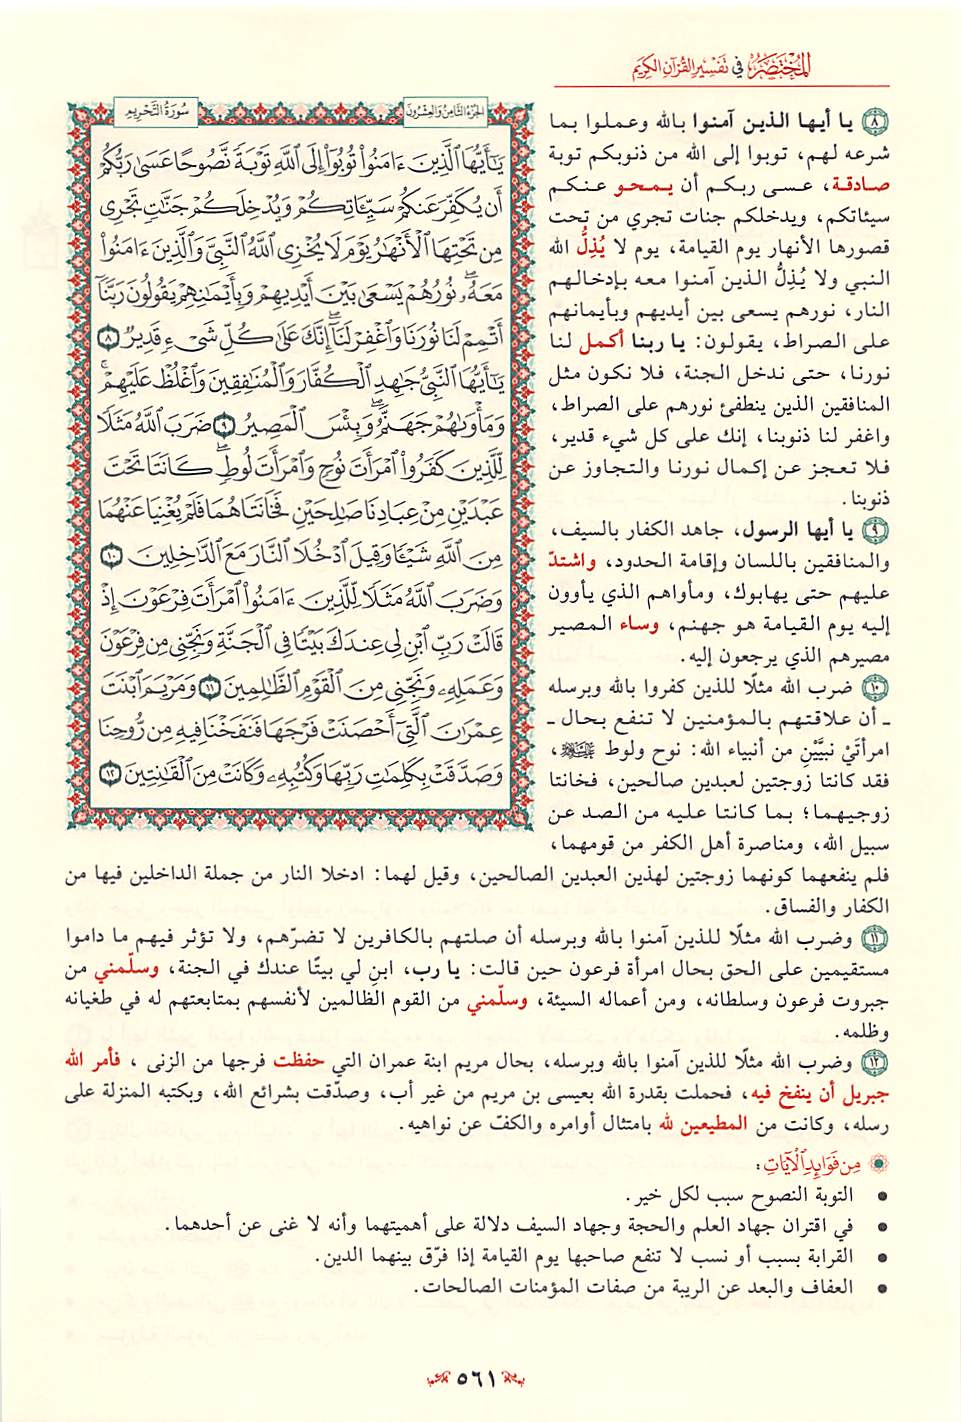 المختصر في تفسير القرآن الكريم
الجزء الثامن والعشرون
سورة التحريم
يَٰٓأَيُّهَا ٱلَّذِينَ ءَامَنُواْ تُوبُوٓاْ إِلَى ٱللَّهِ تَوْبَةً نَّصُوحًا عَسَىٰ رَبُّكُمْ
أَن يُكَفِّرَ عَنكُمْ سَيِّـَٔاتِكُمْ وَيُدْخِلَكُمْ جَنَّٰتٍ تَجْرِى
مِن تَحْتِهَا ٱلْأَنْهَٰرُ يَوْمَ لَا يُخْزِى ٱللَّهُ ٱلنَّبِىَّ وَٱلَّذِينَ ءَامَنُواْ
مَعَهُۥۖ نُورُهُمْ يَسْعَىٰ بَيْنَ أَيْدِيهِمْ وَبِأَيْمَٰنِهِمْ يَقُولُونَ رَبَّنَآ
أَتْمِمْ لَنَا نُورَنَا وَٱغْفِرْ لَنَآۖ إِنَّكَ عَلَىٰ كُلِّ شَىْءٍ قَدِيرٌ ٨
يَٰٓأَيُّهَا ٱلنَّبِىُّ جَٰهِدِ ٱلْكُفَّارَ وَٱلْمُنَٰفِقِينَ وَٱغْلُظْ عَلَيْهِمْۚ
وَمَأْوَىٰهُمْ جَهَنَّمُۖ وَبِئْسَ ٱلْمَصِيرُ ٩ ضَرَبَ ٱللَّهُ مَثَلًا
لِّلَّذِينَ كَفَرُواْ ٱمْرَأَتَ نُوحٍ وَٱمْرَأَتَ لُوطٍۖ كَانَتَا تَحْتَ
عَبْدَيْنِ مِنْ عِبَادِنَا صَٰلِحَيْنِ فَخَانَتَاهُمَا فَلَمْ يُغْنِيَا عَنْهُمَا
مِنَ ٱللَّهِ شَيْـًٔا وَقِيلَ ٱدْخُلَا ٱلنَّارَ مَعَ ٱلدَّٰخِلِينَ ١٠
وَضَرَبَ ٱللَّهُ مَثَلًا لِّلَّذِينَ ءَامَنُواْ ٱمْرَأَتَ فِرْعَوْنَ إِذْ
قَالَتْ رَبِّ ٱبْنِ لِى عِندَكَ بَيْتًا فِى ٱلْجَنَّةِ وَنَجِّنِى مِن فِرْعَوْنَ
وَعَمَلِهِۦ وَنَجِّنِى مِنَ ٱلْقَوْمِ ٱلظَّٰلِمِينَ ١١ وَمَرْيَمَ ٱبْنَتَ
عِمْرَٰنَ ٱلَّتِىٓ أَحْصَنَتْ فَرْجَهَا فَنَفَخْنَا فِيهِ مِن رُّوحِنَا
وَصَدَّقَتْ بِكَلِمَٰتِ رَبِّهَا وَكُتُبِهِۦ وَكَانَتْ مِنَ ٱلْقَٰنِتِينَ ١٢
٨ يا أيها الذين آمنوا بالله وعملوا بما
شرعه لهم، توبوا إلى الله من ذنوبكم توبة
صادقة، عسى ربكم أن يمحو عنكم
سيئاتكم، ويدخلكم جنات تجري من تحت
قصورها الأنهار يوم القيامة، يوم لا يُذِلُّ الله
النبي ولا يُذِلُّ الذين آمنوا معه بإدخالهم
النار، نورهم يسعى بين أيديهم وبأيمانهم
على الصراط، يقولون: يا ربنا أكمل لنا
نورنا، حتى ندخل الجنة، فلا نكون مثل
المنافقين الذين ينطفئ نورهم على الصراط،
واغفر لنا ذنوبنا، إنك على كل شيء قدير،
فلا تعجز عن إكمال نورنا والتجاوز عن
ذنوبنا.
٩ يا أيها الرسول، جاهد الكفار بالسيف،
والمنافقين باللسان وإقامة الحدود، واشتدّ
عليهم حتى يهابوك، ومأواهم الذي يأوون
إليه يوم القيامة هو جهنم، وساء المصير
مصيرهم الذي يرجعون إليه.
١٠ ضرب الله مثلًا للذين كفروا بالله وبرسله
ـ أن علاقتهم بالمؤمنين لا تنفع بحال ـ
امرأتَيْ نبيَّيْنِ من أنبياء الله: نوح ولوط ،
فقد كانتا زوجتين لعبدين صالحين، فخانتا
زوجيهما؛ بما كانتا عليه من الصد عن
سبيل الله، ومناصرة أهل الكفر من قومهما،
فلم ينفعهما كونهما زوجتين لهذين العبدين الصالحين، وقيل لهما: ادخلا النار من جملة الداخلين فيها من
الكفار والفساق.
١١ وضرب الله مثلًا للذين آمنوا بالله وبرسله أن صلتهم بالكافرين لا تضرّهم، ولا تؤثر فيهم ما داموا
مستقيمين على الحق بحال امرأة فرعون حين قالت: يا رب، ابنِ لي بيتًا عندك في الجنة، وسلّمني من
جبروت فرعون وسلطانه، ومن أعماله السيئة، وسلّمني من القوم الظالمين لأنفسهم بمتابعتهم له في طغيانه
وظلمه.
١٢ وضرب الله مثلًا للذين آمنوا بالله وبرسله، بحال مريم ابنة عمران التي حفظت فرجها من الزنى ، فأمر الله
جبريل أن ينفخ فيه، فحملت بقدرة الله بعيسى بن مريم من غير أب، وصدّقت بشرائع الله، وبكتبه المنزلة على
رسله، وكانت من المطيعين لله بامتثال أوامره والكفّ عن نواهيه.
من فوائد الآيات:
• التوبة النصوح سبب لكل خير.
• في اقتران جهاد العلم والحجة وجهاد السيف دلالة على أهميتهما وأنه لا غنى عن أحدهما.
• القرابة بسبب أو نسب لا تنفع صاحبها يوم القيامة إذا فرّق بينهما الدين.
• العفاف والبعد عن الريبة من صفات المؤمنات الصالحات.
٥٦١